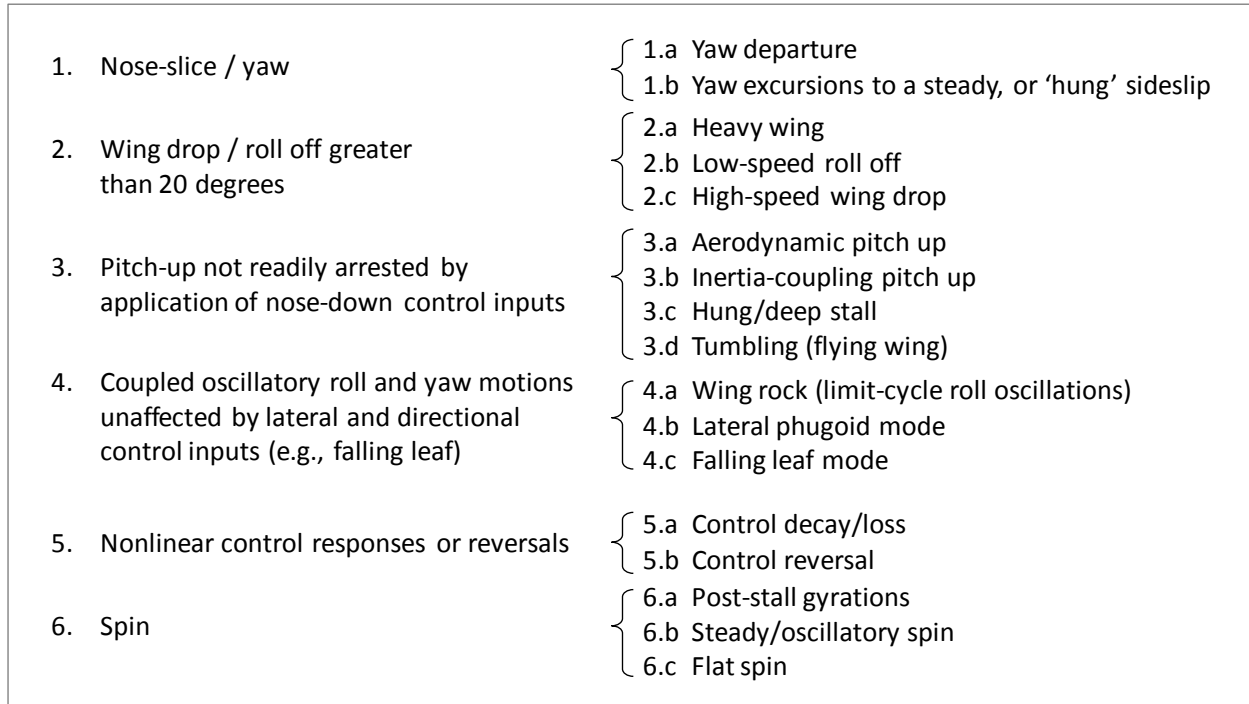 1. Nose-slice / yaw
1.a Yaw departure
1.b Yaw excursions to a steady, or ‘hung’ sideslip
2. Wing drop / roll off greater
than 20 degrees
2.a Heavy wing
2.b Low-speed roll off
2.c High-speed wing drop
3. Pitch-up not readily arrested by
application of nose-down control inputs
3.a Aerodynamic pitch up
3.b Inertia-coupling pitch up
3.c Hung/deep stall
3.d Tumbling (flying wing)
4. Coupled oscillatory roll and yaw motions
unaffected by lateral and directional
control inputs (e.g., falling leaf)
4.a Wing rock (limit-cycle roll oscillations)
4.b Lateral phugoid mode
4.c Falling leaf mode
5. Nonlinear control responses or reversals
5.a Control decay/loss
5.b Control reversal
6. Spin
6.a Post-stall gyrations
6.b Steady/oscillatory spin
6.c Flat spin